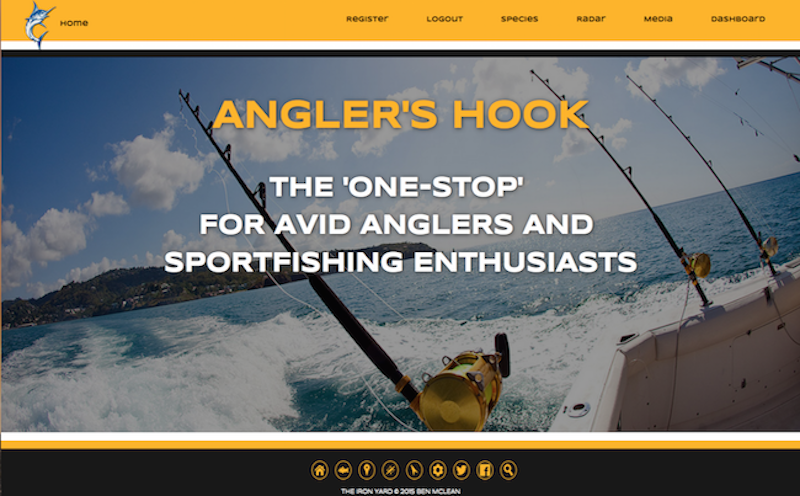 Home
Register
Logout
Species
Radar
Media
Dashboard
ANGLER'S HOOK
THE 'ONE-STOP'
FOR AVID ANGLERS AND
SPORTFISHING ENTHUSIASTS
THE IRON YARD © 2015 BEN MCLEAN